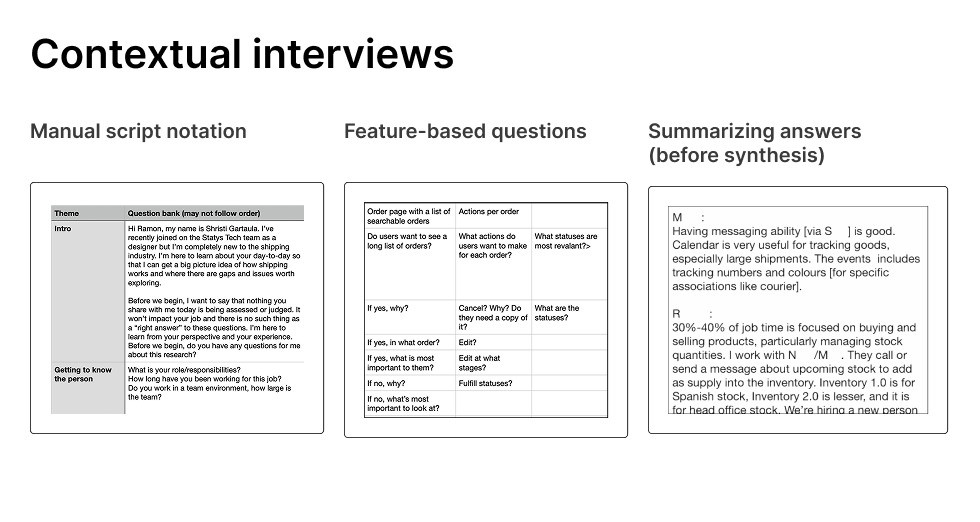 Contextual interviews
Manual script notation
Theme
Question bank (may not follow order)
Intro
Hi Ramon, my name is Shristi Gartaula. I've
recently joined on the Statys Tech team as a
designer but I'm completely new to the shipping
industry. I'm here to learn about your day-to-day so
that I can get a big picture idea of how shipping
works and where there are gaps and issues worth
exploring.
Before we begin, I want to say that nothing you
share with me today is being assessed or judged. It
won't impact your job and there is no such thing as
a "right answer" to these questions. I'm here to
learn from your perspective and your experience.
Before we begin, do you have any questions for me
about this research?
Getting to know
the person
What is your role/responsibilities?
How long have you been working for this job?
Do you work in a team environment, how large is
the team?
Feature-based questions
Order page with a list of
searchable orders
Actions per order
Do users want to see a
long list of orders?
What actions do
users want to make
for each order?
What statuses are
most revalant?>
If yes, why?
Cancel? Why? Do
they need a copy of
it?
What are the
statuses?
If yes, in what order?
Edit?
If yes, what is most
important to them?
Edit at what
stages?
If no, why?
Fulfill statuses?
If no, what's most
important to look at?
Summarizing answers
(before synthesis)
M :
Having messaging ability [via S ] is good.
Calendar is very useful for tracking goods,
especially large shipments. The events includes
tracking numbers and colours [for specific
associations like courier].
R :
30%-40% of job time is focused on buying and
selling products, particularly managing stock
quantities. I work with N /M . They call or
send a message about upcoming stock to add
as supply into the inventory. Inventory 1.0 is for
Spanish stock, Inventory 2.0 is lesser, and it is
for head office stock. We're hiring a new person